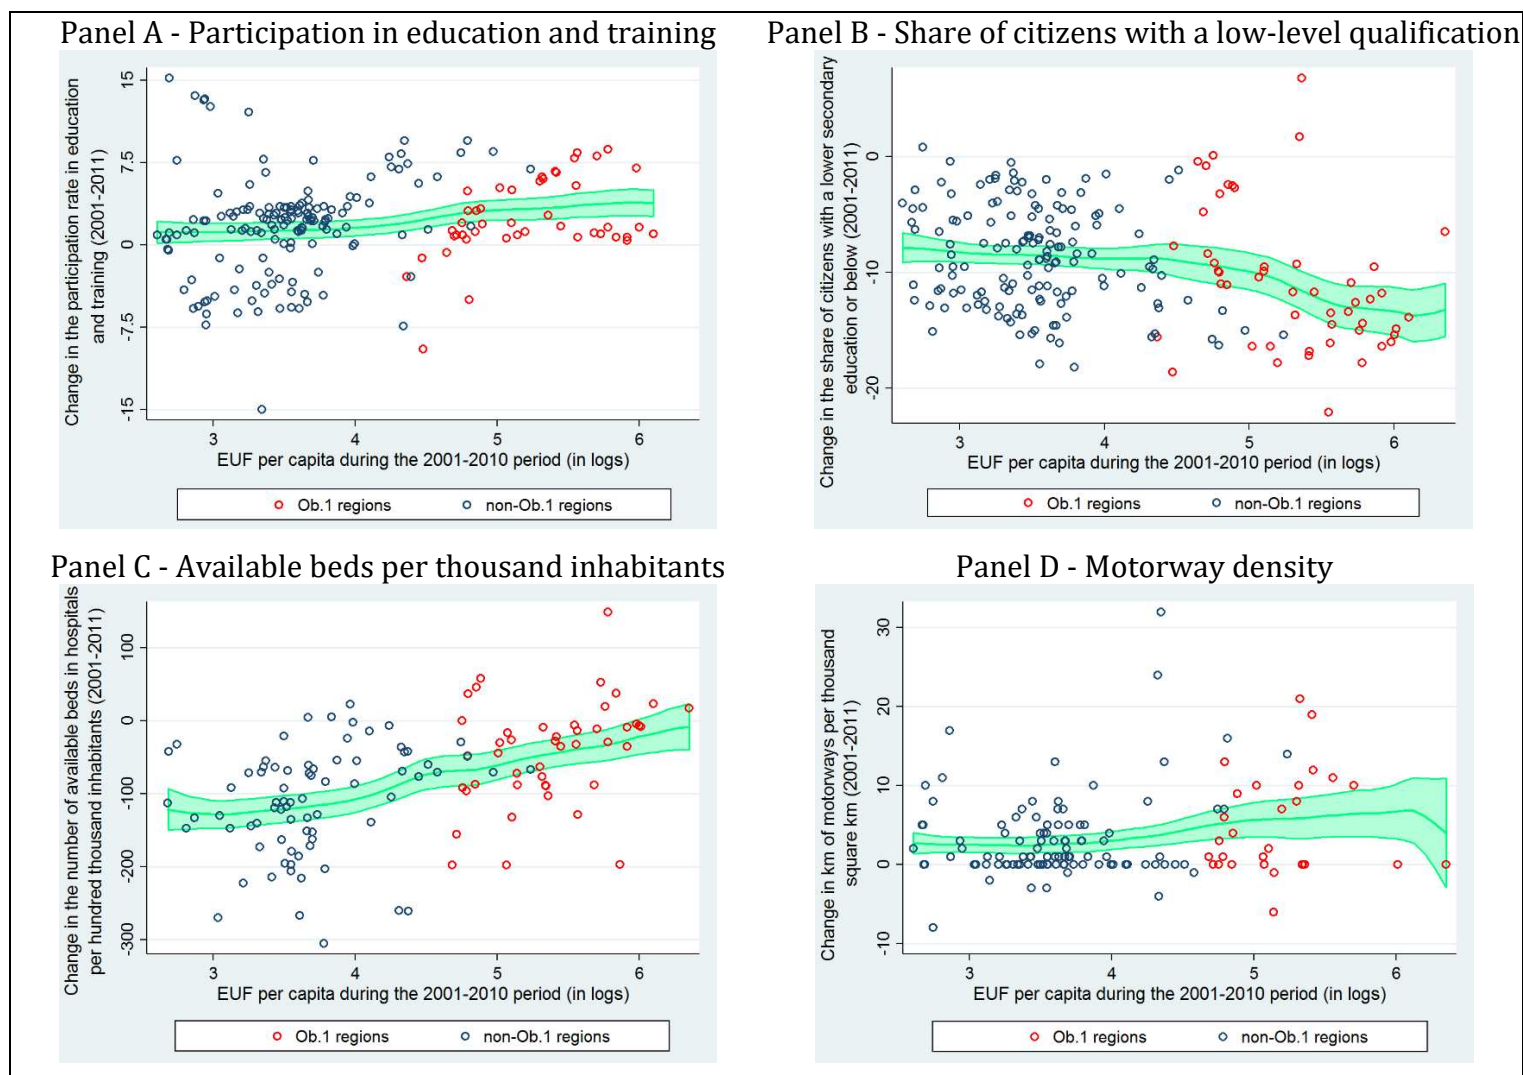 Panel A - Participation in education and training
Change in the participation rate in education
and training (2001-2011)
15
7.5
0
-7.5
-15
3 4 5 6
EUF per capita during the 2001-2010 period (in logs)
Ob.1 regions non-Ob.1 regions
Panel B - Share of citizens with a low-level qualification
Change in the share of citizens with a lower secondary
education or below (2001-2011)
0
-10
-20
3 4 5 6
EUF per capita during the 2001-2010 period (in logs)
Ob.1 regions non-Ob.1 regions
Panel C - Available beds per thousand inhabitants
Change in the number of available beds in hospitals
per hundred thousand inhabitants (2001-2011)
100
0
-100
-200
-300
3 4 5 6
EUF per capita during the 2001-2010 period (in logs)
Ob.1 regions non-Ob.1 regions
Panel D - Motorway density
Change in km of motorways per thousand
square km (2001-2011)
30
20
10
0
-10
3 4 5 6
EUF per capita during the 2001-2010 period (in logs)
Ob.1 regions non-Ob.1 regions